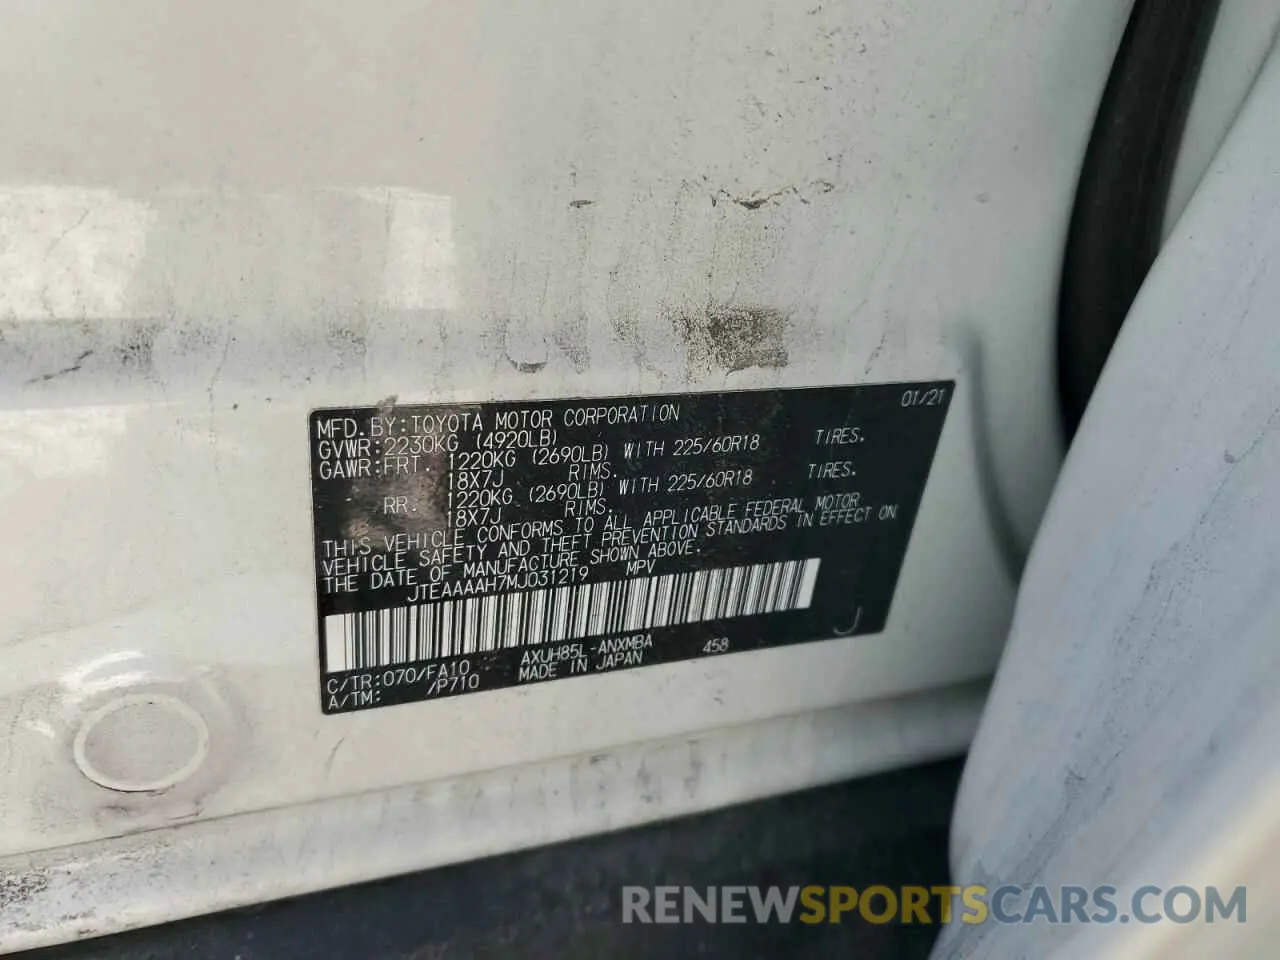 MFD. BY: TOYOTA MOTOR CORPORATION 01/21
GVWR: 2230KG (4920LB)
GAWR: FRT. 1220KG (2690LB) WITH 225/60R18 TIRES.
18X7J RIMS.
RR. 1220KG (2690LB) WITH 225/60R18 TIRES.
18X7J RIMS.
THIS VEHICLE CONFORMS TO ALL APPLICABLE FEDERAL MOTOR
VEHICLE SAFETY AND THEFT PREVENTION STANDARDS IN EFFECT ON
THE DATE OF MANUFACTURE SHOWN ABOVE.
JTEAAAAH7MJ031219 MPV
C/TR: 070/FA10 AXUH85L-ANXMBA 458 J
A/TM: /P710 MADE IN JAPAN
RENEWSPORTSCARS.COM